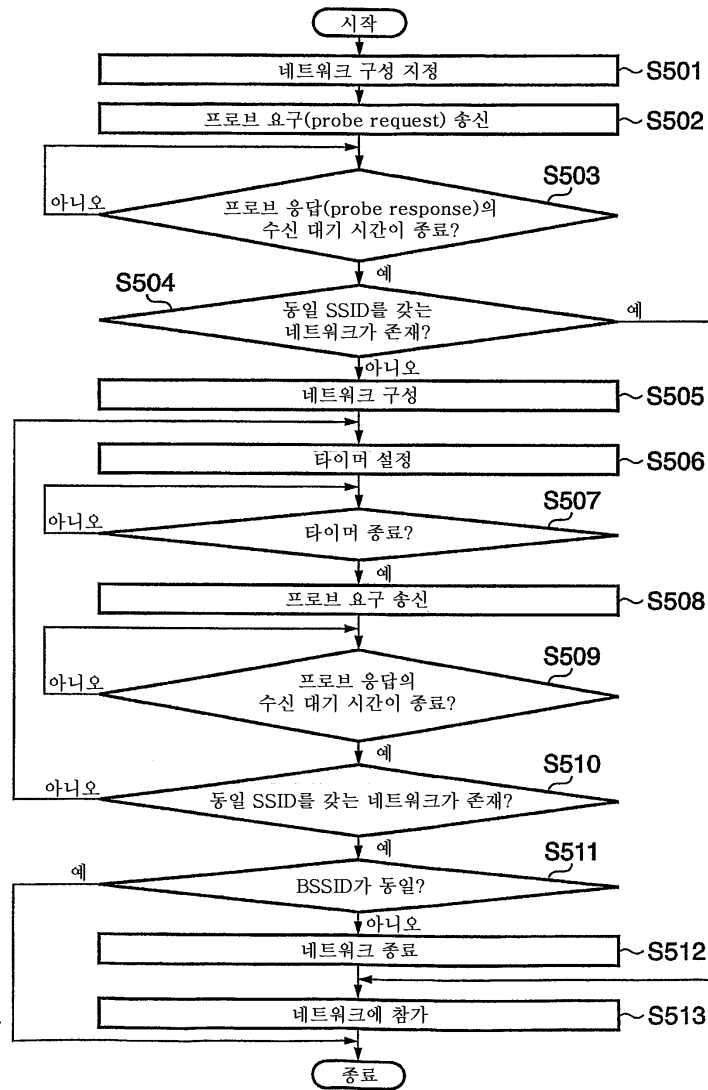 시작
네트워크 구성 지정
S501
프로브 요구(probe request) 송신
S502
S503
아니오
프로브 응답(probe response)의
수신 대기 시간이 종료?
예
S504
동일 SSID를 갖는
네트워크가 존재?
예
아니오
네트워크 구성
S505
타이머 설정
S506
S507
아니오
타이머 종료?
예
프로브 요구 송신
S508
S509
아니오
프로브 응답의
수신 대기 시간이 종료?
예
S510
아니오
동일 SSID를 갖는 네트워크가 존재?
예
S511
예
BSSID가 동일?
아니오
네트워크 종료
S512
네트워크에 참가
S513
종료